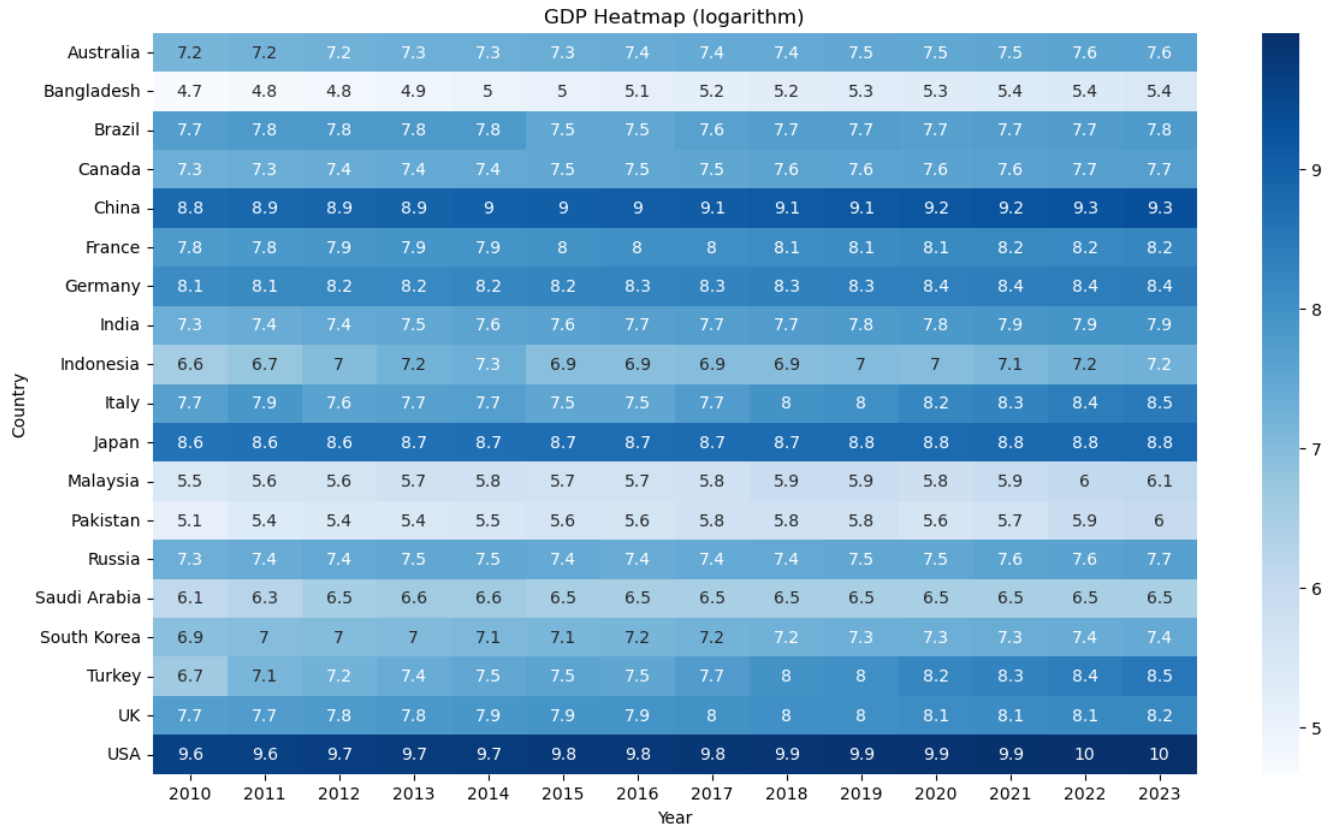 GDP Heatmap (logarithm)
Australia 7.2 7.2 7.2 7.3 7.3 7.3 7.4 7.4 7.4 7.5 7.5 7.5 7.6 7.6
Bangladesh 4.7 4.8 4.8 4.9 5 5 5.1 5.2 5.2 5.3 5.3 5.4 5.4 5.4
Brazil 7.7 7.8 7.8 7.8 7.8 7.5 7.5 7.6 7.7 7.7 7.7 7.7 7.7 7.8
Canada 7.3 7.3 7.4 7.4 7.4 7.5 7.5 7.5 7.6 7.6 7.6 7.6 7.7 7.7
9
China 8.8 8.9 8.9 8.9 9 9 9 9.1 9.1 9.1 9.2 9.2 9.3 9.3
France 7.8 7.8 7.9 7.9 7.9 8 8 8 8.1 8.1 8.1 8.2 8.2 8.2
Germany 8.1 8.1 8.2 8.2 8.2 8.2 8.3 8.3 8.3 8.3 8.4 8.4 8.4 8.4
8
India 7.3 7.4 7.4 7.5 7.6 7.6 7.7 7.7 7.7 7.8 7.8 7.9 7.9 7.9
Indonesia 6.6 6.7 7 7.2 7.3 6.9 6.9 6.9 6.9 7 7 7.1 7.2 7.2
Country
Italy 7.7 7.9 7.6 7.7 7.7 7.5 7.5 7.7 8 8 8.2 8.3 8.4 8.5
Japan 8.6 8.6 8.6 8.7 8.7 8.7 8.7 8.7 8.7 8.8 8.8 8.8 8.8 8.8
7
Malaysia 5.5 5.6 5.6 5.7 5.8 5.7 5.7 5.8 5.9 5.9 5.8 5.9 6 6.1
Pakistan 5.1 5.4 5.4 5.4 5.5 5.6 5.6 5.8 5.8 5.8 5.6 5.7 5.9 6
Russia 7.3 7.4 7.4 7.5 7.5 7.4 7.4 7.4 7.4 7.5 7.5 7.6 7.6 7.7
6
Saudi Arabia 6.1 6.3 6.5 6.6 6.6 6.5 6.5 6.5 6.5 6.5 6.5 6.5 6.5 6.5
South Korea 6.9 7 7 7 7.1 7.1 7.2 7.2 7.2 7.3 7.3 7.3 7.4 7.4
Turkey 6.7 7.1 7.2 7.4 7.5 7.5 7.5 7.7 8 8 8.2 8.3 8.4 8.5
UK 7.7 7.7 7.8 7.8 7.9 7.9 7.9 8 8 8 8.1 8.1 8.1 8.2
5
USA 9.6 9.6 9.7 9.7 9.7 9.8 9.8 9.8 9.9 9.9 9.9 9.9 10 10
2010 2011 2012 2013 2014 2015 2016 2017 2018 2019 2020 2021 2022 2023
Year